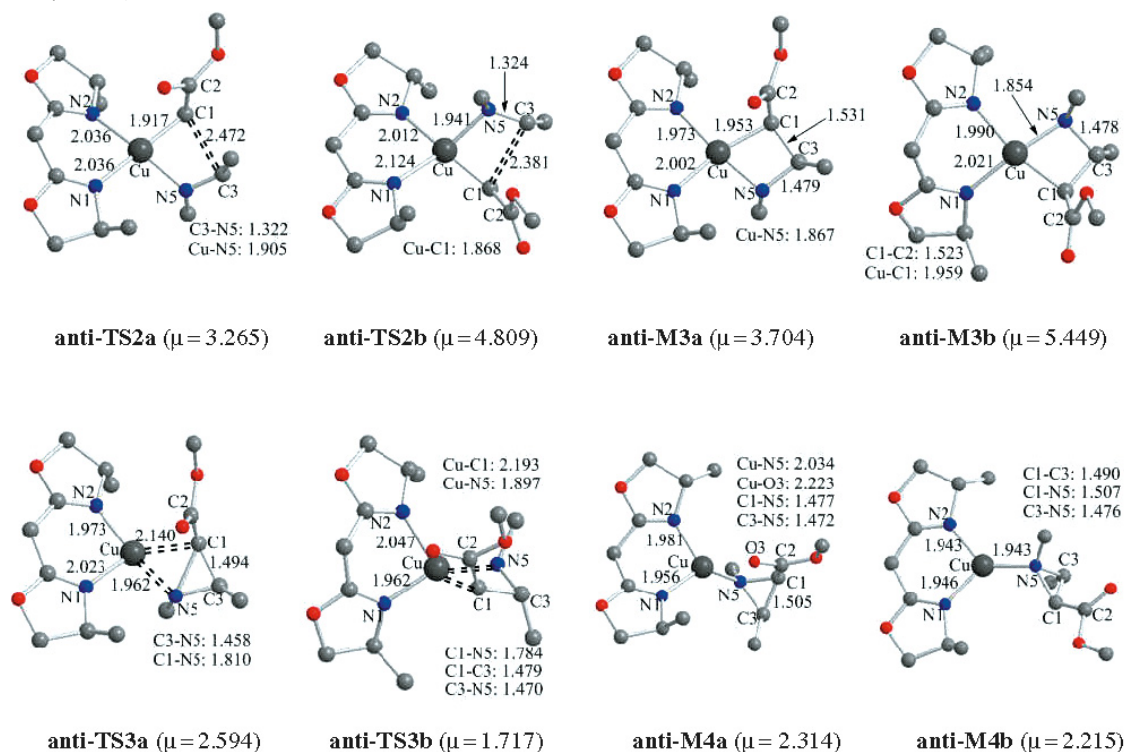 C2
C1
N2
1.917
2.036
2.472
2.036
Cu
C3
N1
N5
C3-N5: 1.322
Cu-N5: 1.905
anti-TS2a (μ = 3.265)
1.324
N2
1.941
N5
C3
2.012
2.124
2.381
Cu
N1
C1
C2
Cu-C1: 1.868
anti-TS2b (μ = 4.809)
C2
N2
C1
1.531
1.973
1.953
C3
2.002
Cu
N1
N5
1.479
Cu-N5: 1.867
anti-M3a (μ = 3.704)
1.854
N2
N5
1.478
1.990
C3
2.021
Cu
C1
N1
C2
C1-C2: 1.523
Cu-C1: 1.959
anti-M3b (μ = 5.449)
N2
C2
1.973
2.140
Cu
C1
2.023
1.494
1.962
N1
N5
C3
C3-N5: 1.458
C1-N5: 1.810
anti-TS3a (μ = 2.594)
Cu-C1: 2.193
Cu-N5: 1.897
N2
2.047
C2
Cu
N5
1.962
N1
C1
C3
C1-N5: 1.784
C1-C3: 1.479
C3-N5: 1.470
anti-TS3b (μ = 1.717)
Cu-N5: 2.034
Cu-O3: 2.223
C1-N5: 1.477
C3-N5: 1.472
N2
1.981
O3
C2
Cu
1.956
C1
N1
N5
1.505
C3
anti-M4a (μ = 2.314)
C1-C3: 1.490
C1-N5: 1.507
C3-N5: 1.476
N2
1.943
1.943
Cu
C3
1.946
N5
N1
C1
C2
anti-M4b (μ = 2.215)